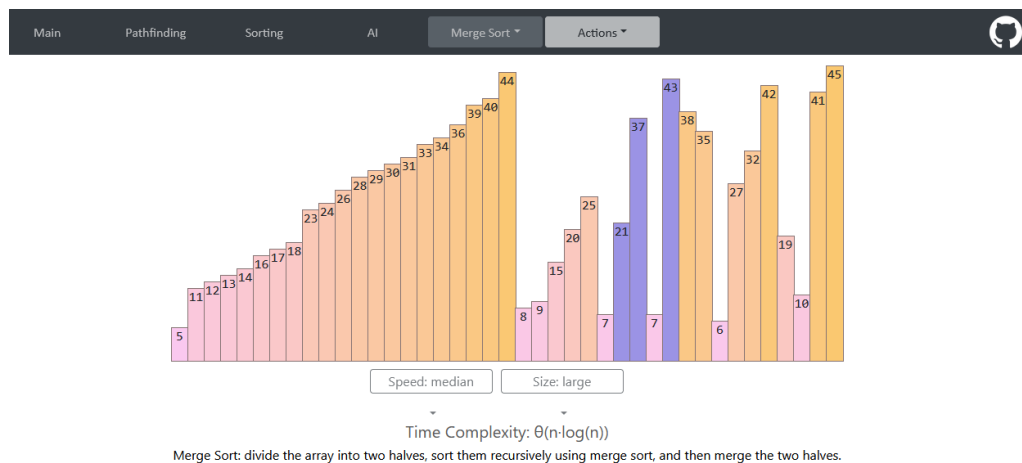 Main Pathfinding Sorting AI Merge Sort Actions
5 11 12 13 14 16 17 18 23 24 26 28 29 30 31 33 34 36 39 40 44 8 9 15 20 25 7 21 37 7 43 38 35 6 27 32 42 19 10 41 45
Speed: median Size: large
Time Complexity: θ(n·log(n))
Merge Sort: divide the array into two halves, sort them recursively using merge sort, and then merge the two halves.